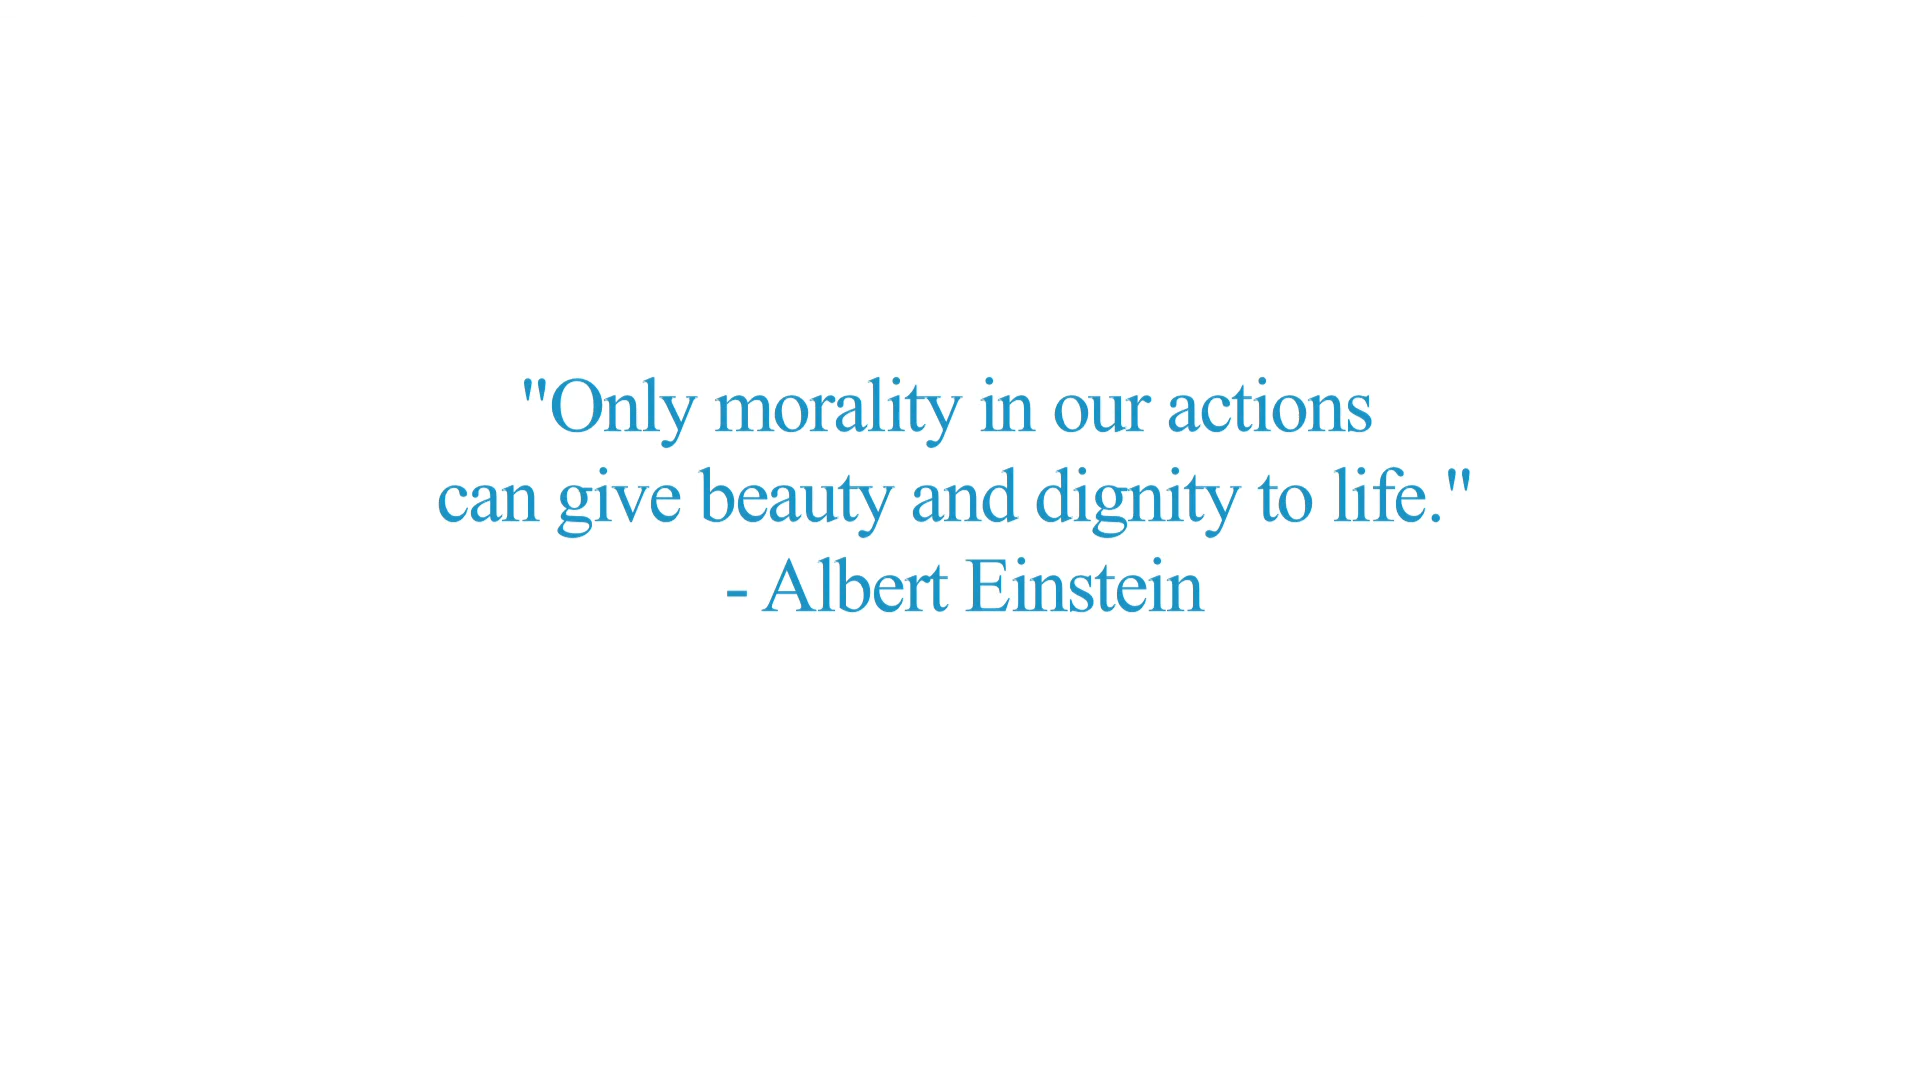 "Only morality in our actions
can give beauty and dignity to life."
- Albert Einstein